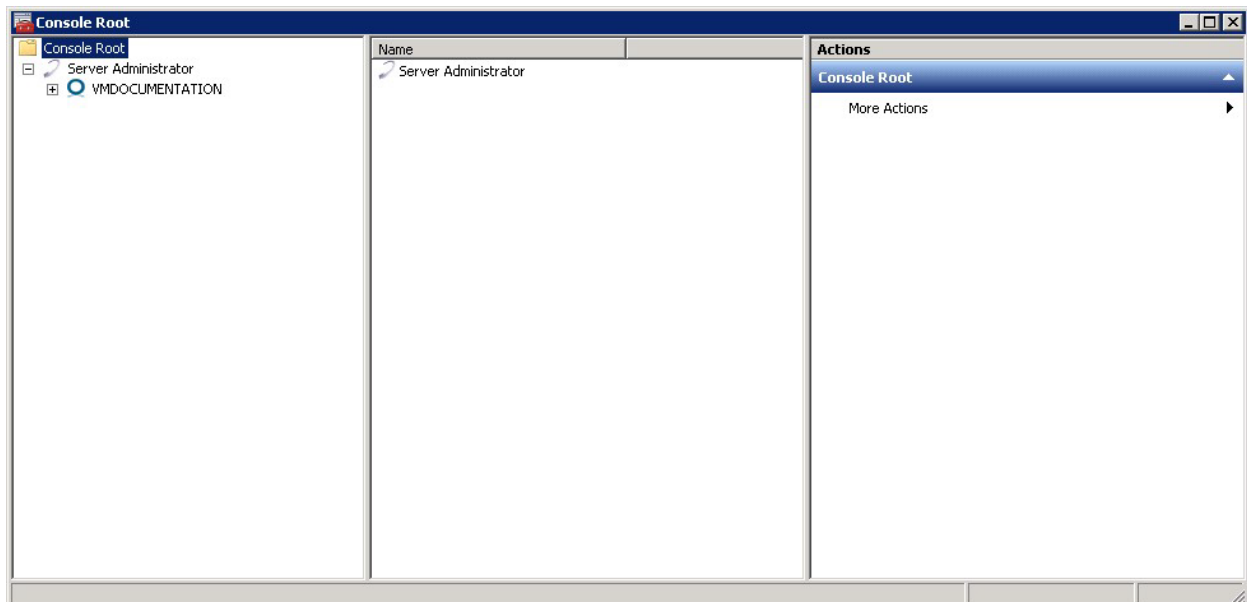 Console Root
Console Root
Server Administrator
VMDOCUMENTATION
Name
Server Administrator
Actions
Console Root
More Actions